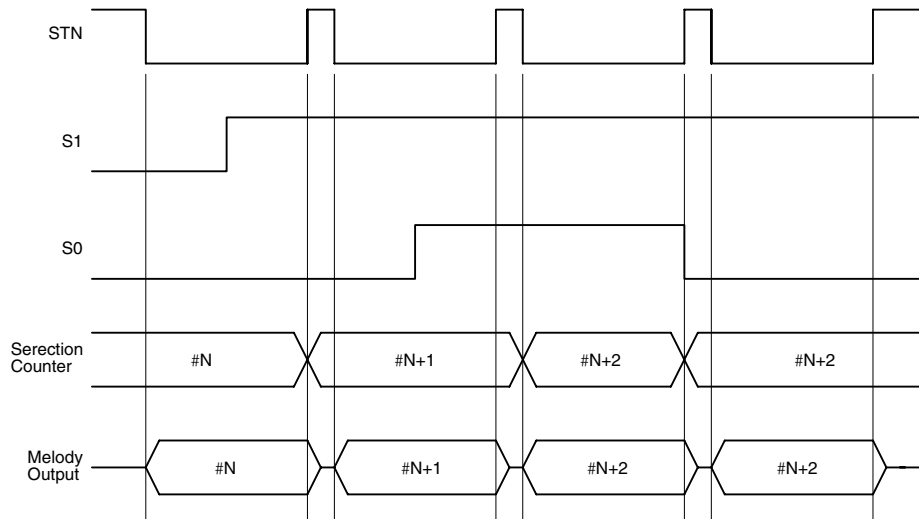 STN
S1
S0
Serection
Counter
#N
#N+1
#N+2
#N+2
Melody
Output
#N
#N+1
#N+2
#N+2